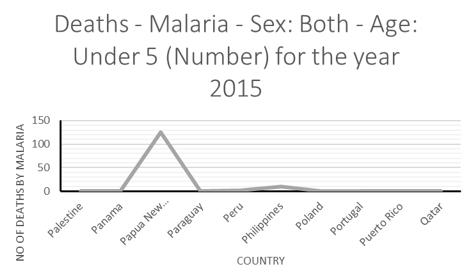 Deaths - Malaria - Sex: Both - Age:
Under 5 (Number) for the year
2015
NO OF DEATHS BY MALARIA
150
100
50
0
Palestine
Panama
Papua New...
Paraguay
Peru
Philippines
Poland
Portugal
Puerto Rico
Qatar
COUNTRY